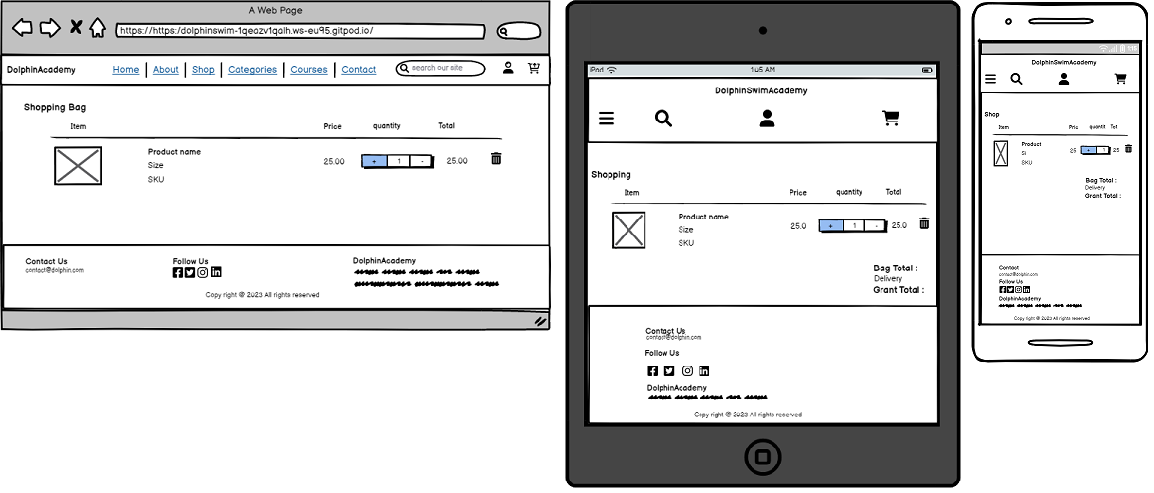 A Web Page
https://https:/dolphinswim-1qeazv1qalh.ws-eu95.gitpod.io/
DolphinAcademy
Home About Shop Categories Courses Contact
search our site
Shopping Bag
Item Price quantity Total
Product name
Size
SKU
25.00 + 1 - 25.00
Contact Us
contact@dolphin.com
Follow Us
DolphinAcademy
Copy right @ 2023 All rights reserved
iPod 1:05 AM
DolphinSwimAcademy
Shopping
Item Price quantity Total
Product name
Size
SKU
25.0 + 1 - 25.0
Bag Total :
Delivery
Grant Total :
Contact Us
contact@dolphin.com
Follow Us
DolphinAcademy
Copy right @ 2023 All rights reserved
DolphinSwimAcademy
Shop
Item Pric quantit Tot
Product
Si
SKU
25 + 1 25
Bag Total :
Delivery
Grant Total :
Contact
contact@dolphin.com
Follow Us
DolphinAcademy
Copy right @ 2023 All rights reserved